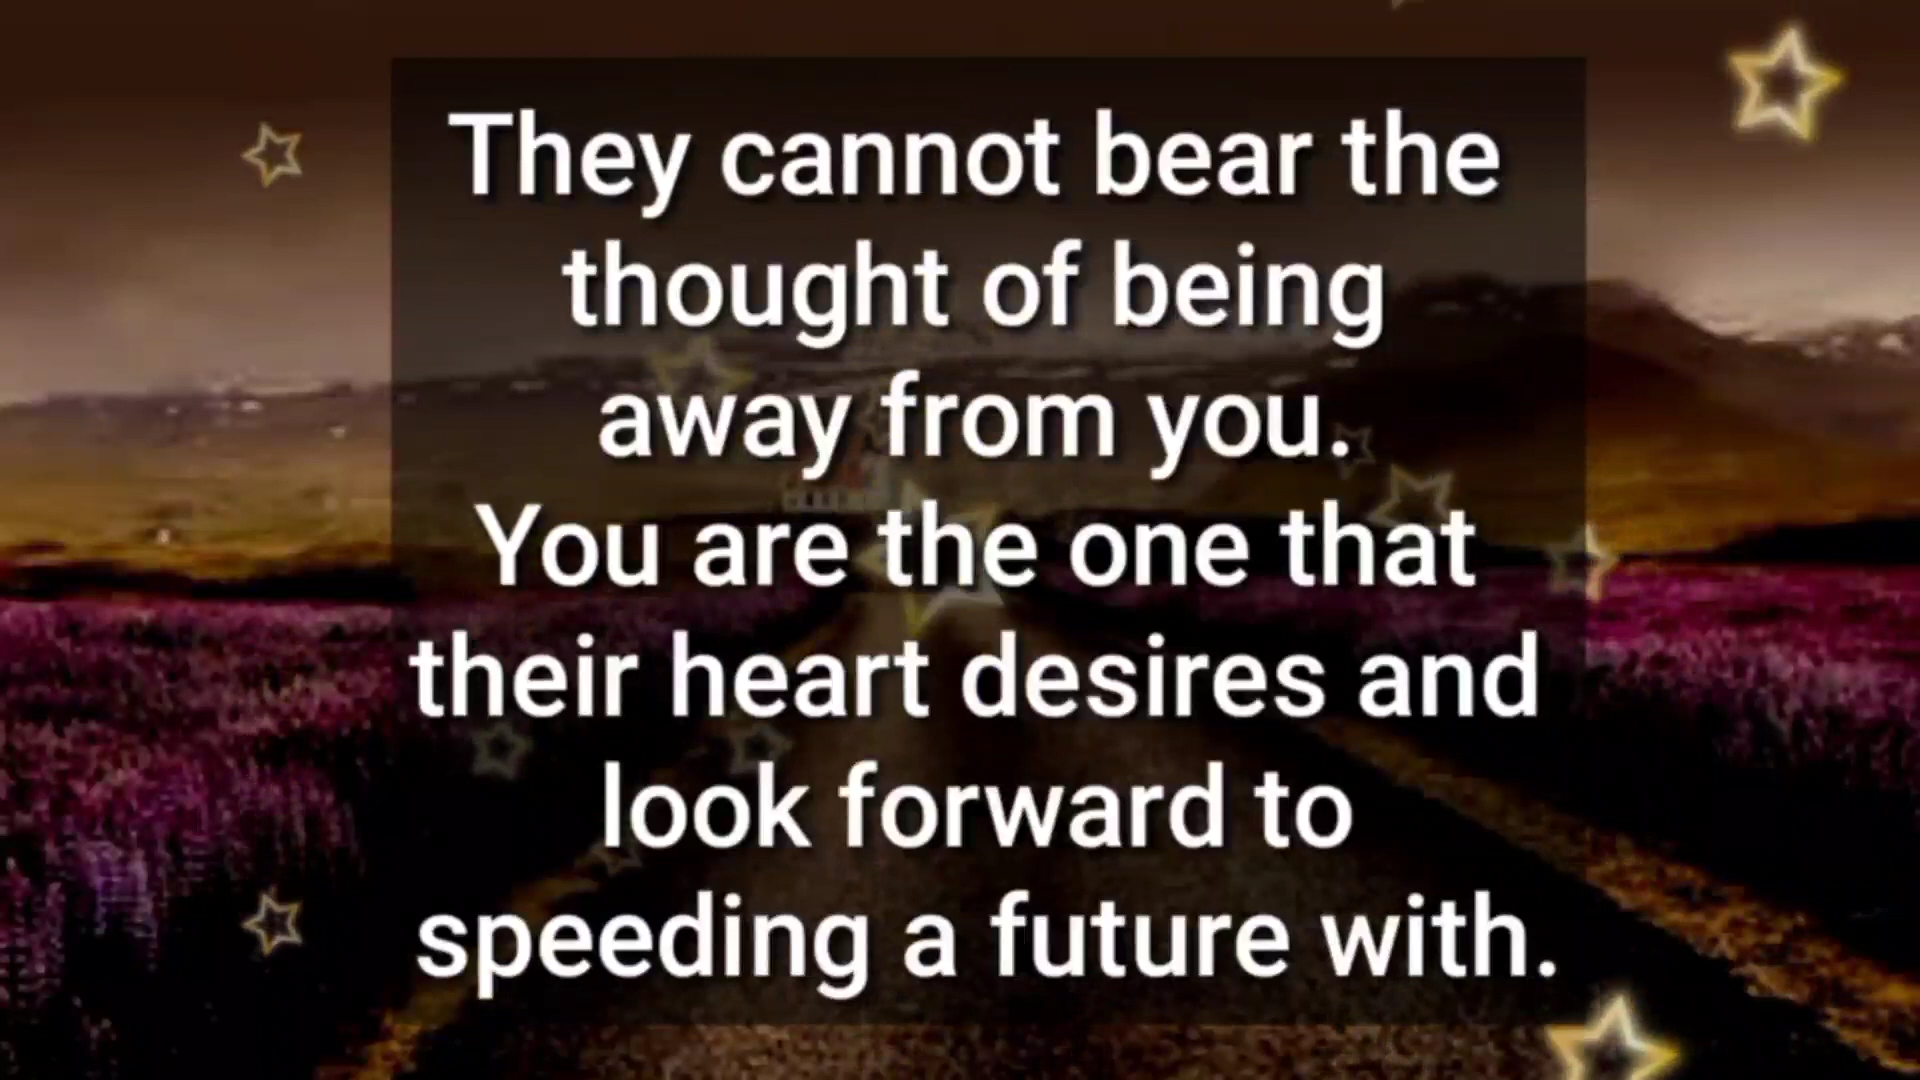 They cannot bear the
thought of being
away from you.
You are the one that
their heart desires and
look forward to
speeding a future with.